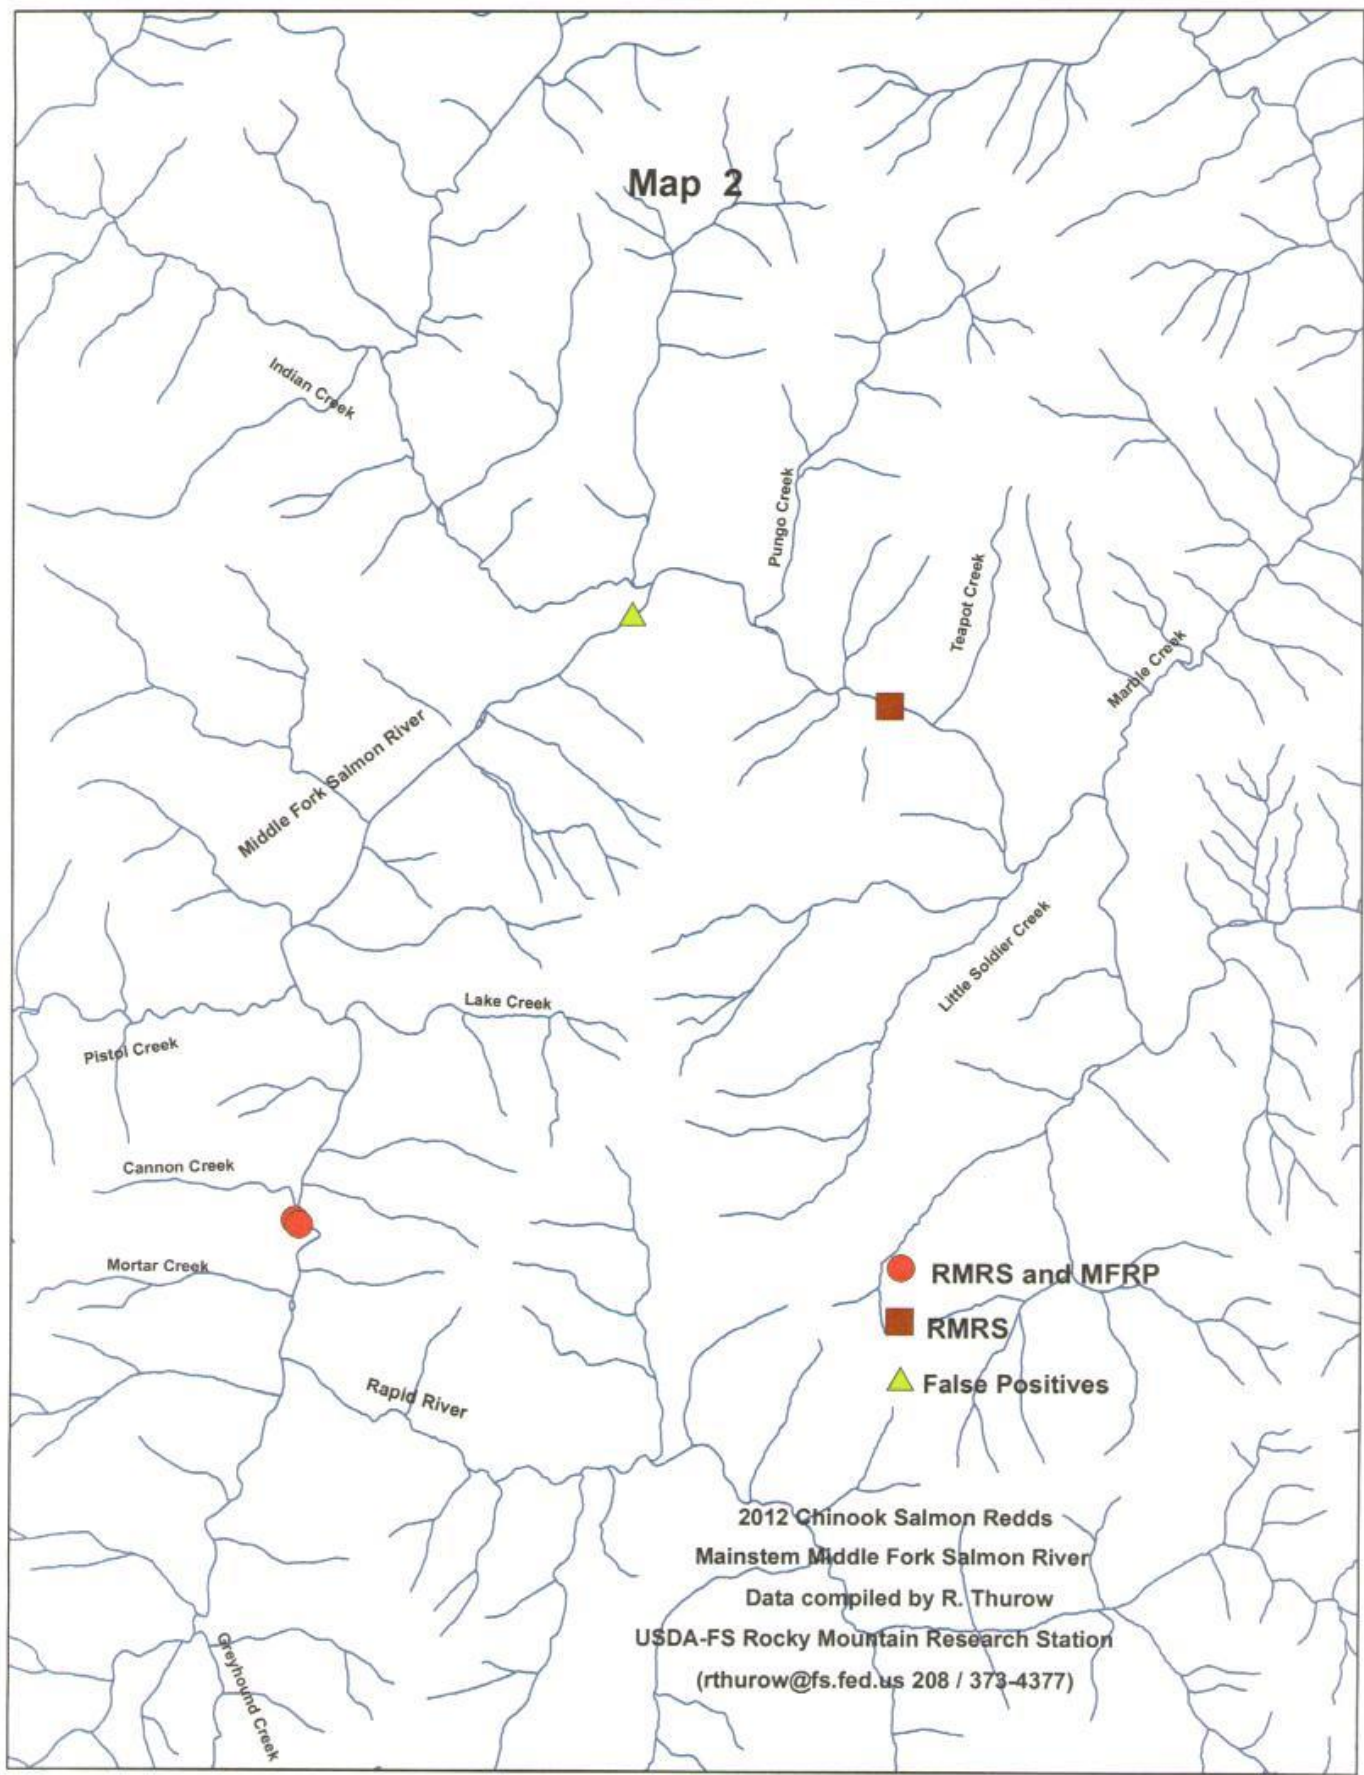 Map 2
Indian Creek
Pungo Creek
Teapot Creek
Marble Creek
Middle Fork Salmon River
Little Soldier Creek
Lake Creek
Pistol Creek
Cannon Creek
Mortar Creek
Rapid River
Greyhound Creek
RMRS and MFRP
RMRS
False Positives
2012 Chinook Salmon Redds
Mainstem Middle Fork Salmon River
Data compiled by R. Thurow
USDA-FS Rocky Mountain Research Station
(rthurow@fs.fed.us 208 / 373-4377)